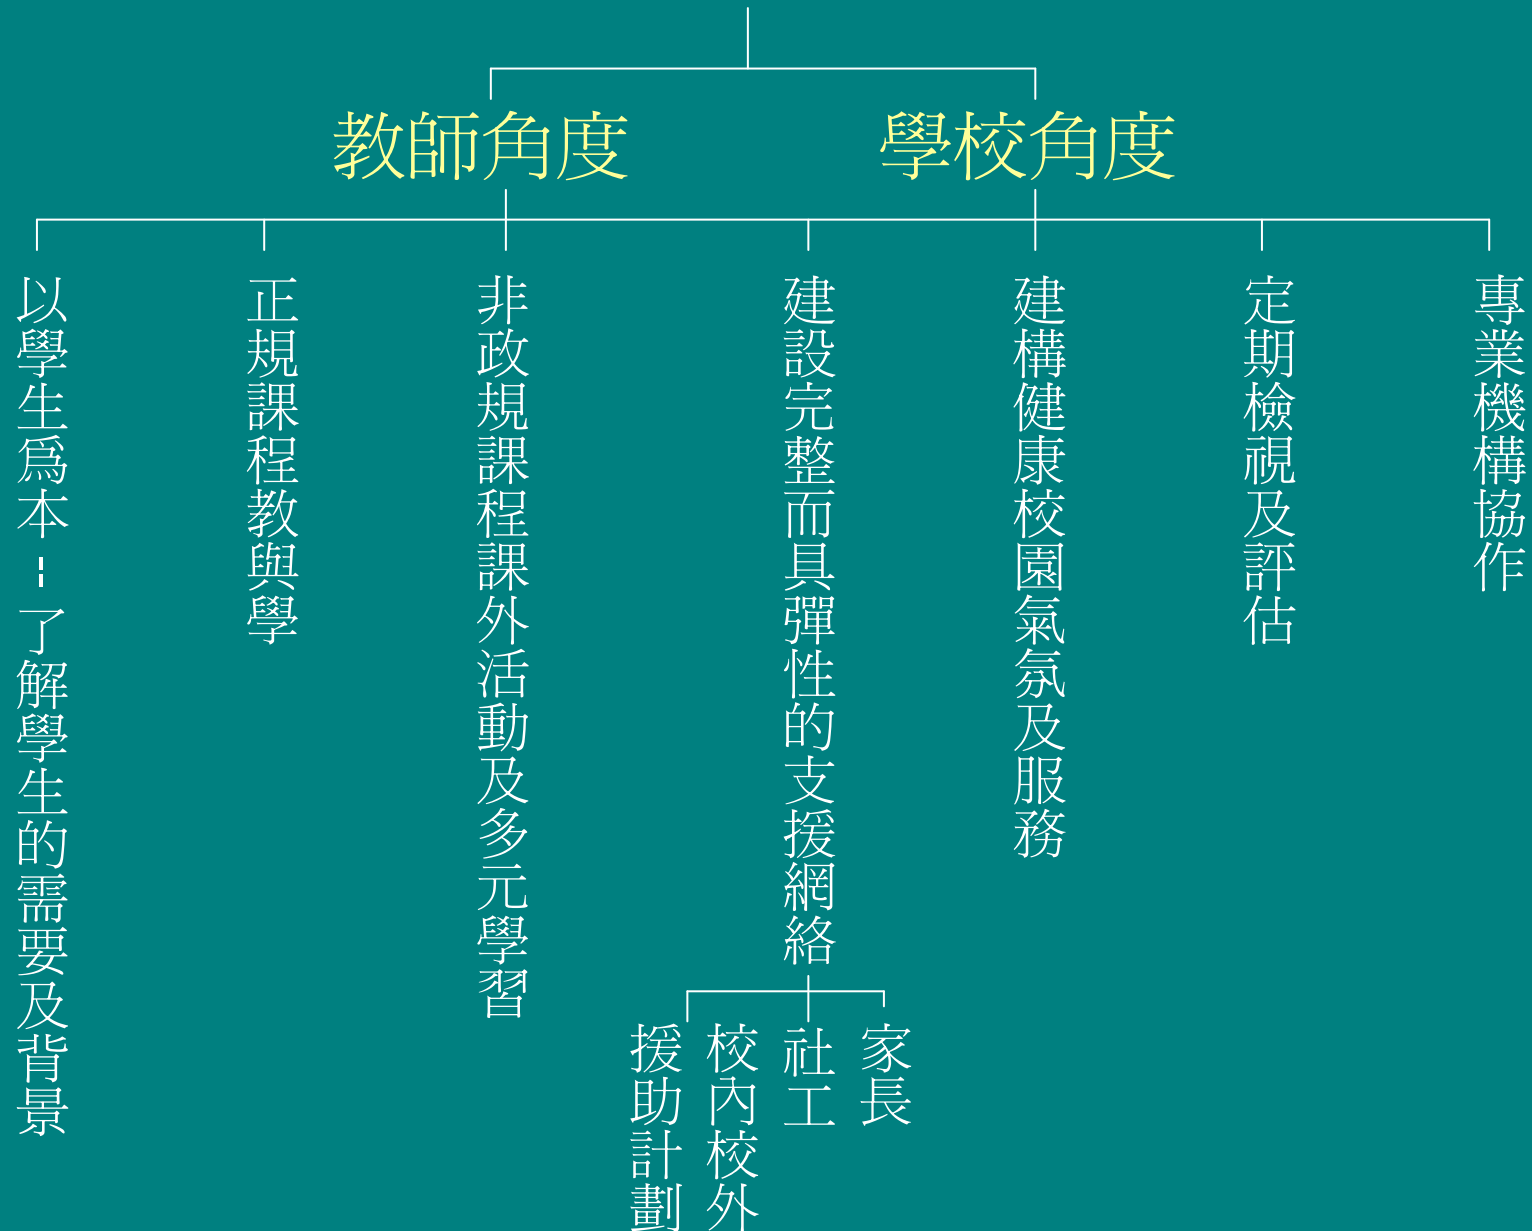 教師角度
學校角度
以學生爲本--了解學生的需要及背景
正規課程教與學
非政規課程課外活動及多元學習
建設完整而具彈性的支援網絡
建構健康校園氣氛及服務
定期檢視及評估
專業機構協作
校內校外
援助計劃
社工
家長